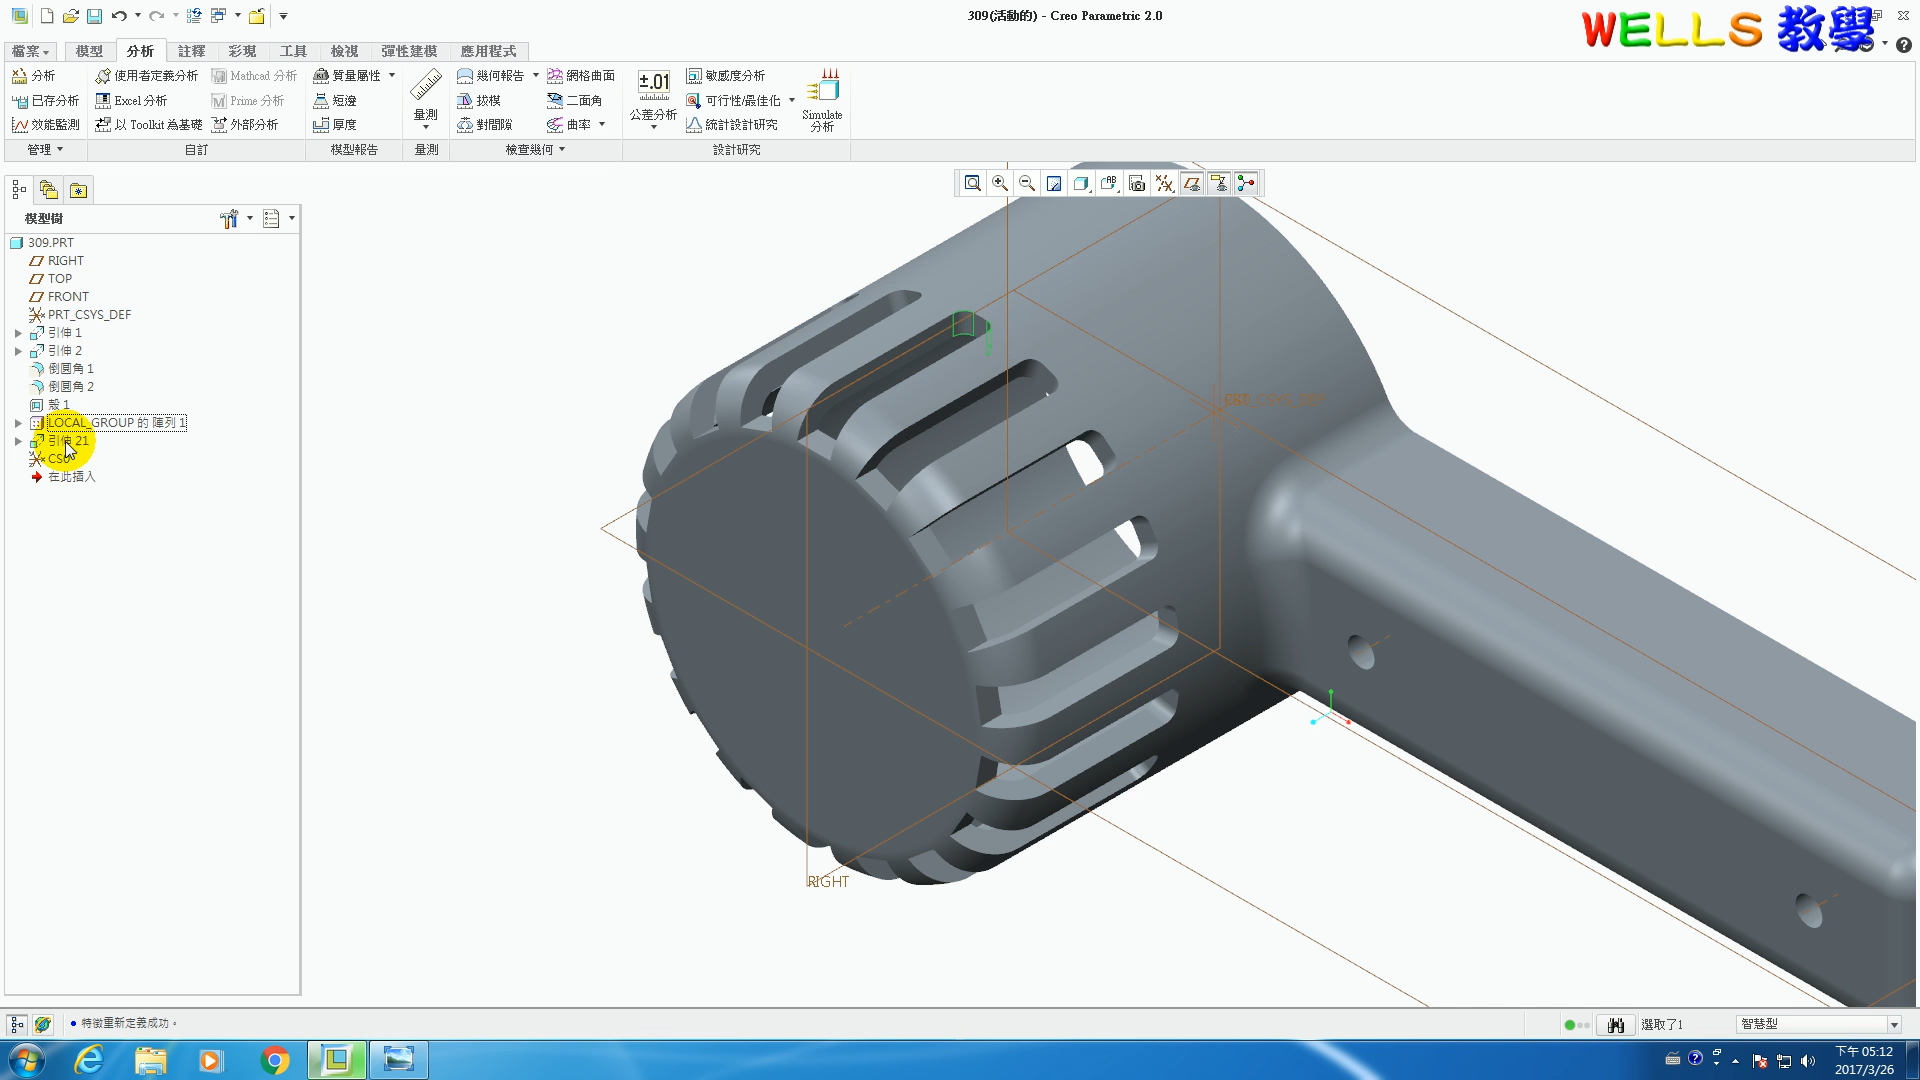 309(活動的) - Creo Parametric 2.0
WELLS 教學
檔案 模型 分析 註釋 彩現 工具 檢視 彈性建模 應用程式
分析 使用者定義分析 Mathcad 分析 質量屬性 幾何報告 網格曲面 敏感度分析
已存分析 Excel 分析 Prime 分析 短邊 拔模 二面角 可行性/最佳化
效能監測 以 Toolkit 為基礎 外部分析 厚度 對間隙 曲率 統計設計研究
量測 ±.01 公差分析 Simulate 分析
管理 自訂 模型報告 量測 檢查幾何 設計研究
模型樹
309.PRT
RIGHT
TOP
FRONT
PRT_CSYS_DEF
引伸 1
引伸 2
倒圓角 1
倒圓角 2
殼 1
LOCAL_GROUP 的 陣列 1
引伸 21
CS0
在此插入
RIGHT
特徵重新定義成功。
選取了1
智慧型
下午 05:12
2017/3/26